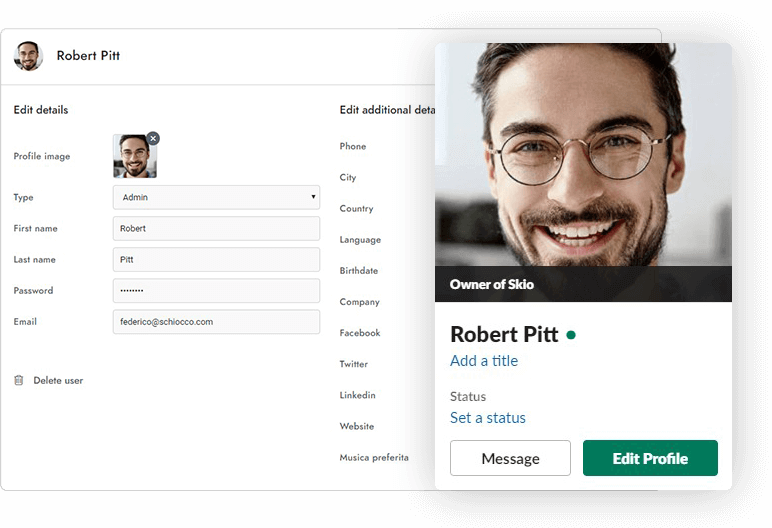 Robert Pitt
Edit details
Profile image
Type
Admin
First name
Robert
Last name
Pitt
Password
••••••••
Email
federico@schiocco.com
Delete user
Edit additional deta
Phone
City
Country
Language
Birthdate
Company
Facebook
Twitter
Linkedin
Website
Musica preferita
Owner of Skio
Robert Pitt
Add a title
Status
Set a status
Message
Edit Profile